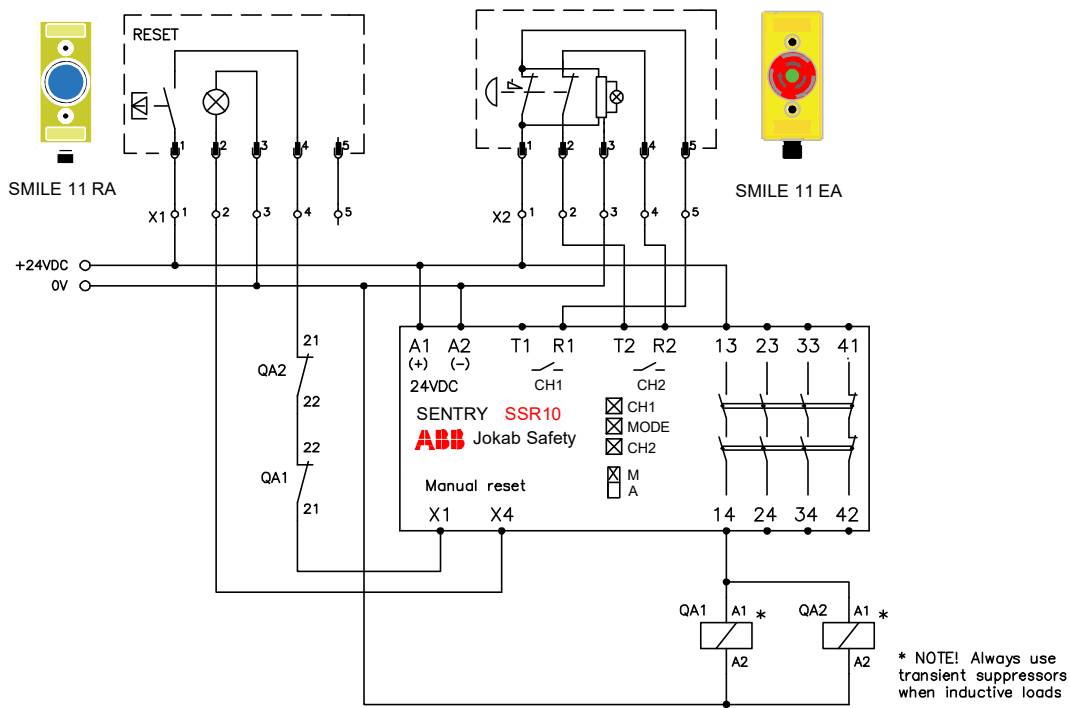 RESET
1 2 3 4 5
1 2 3 4 5
SMILE 11 RA
SMILE 11 EA
X1 1 2 3 4 5
X2 1 2 3 4 5
+24VDC
0V
A1 A2 T1 R1 T2 R2 13 23 33 41
(+) (-)
CH1 CH2
24VDC
SENTRY SSR10
ABB Jokab Safety
CH1
MODE
CH2
M
A
Manual reset
X1 X4
14 24 34 42
21
QA2
22
22
QA1
21
QA1 A1 *
A2
QA2 A1 *
A2
* NOTE! Always use
transient suppressors
when inductive loads